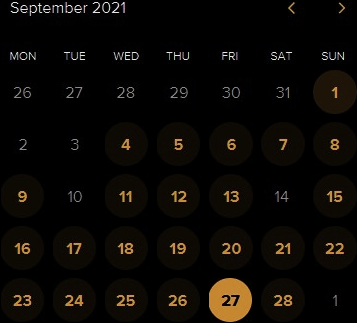 September 2021
MON TUE WED THU FRI SAT SUN
26 27 28 29 30 31 1
2 3 4 5 6 7 8
9 10 11 12 13 14 15
16 17 18 19 20 21 22
23 24 25 26 27 28 1